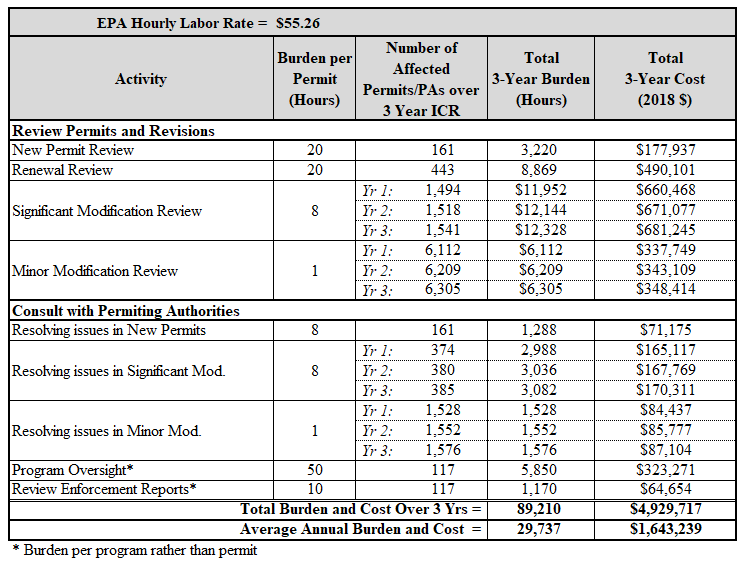 EPA Hourly Labor Rate = $55.26
Activity Burden per Permit (Hours) Number of Affected Permits/PAs over 3 Year ICR Total 3-Year Burden (Hours) Total 3-Year Cost (2018 $)
Review Permits and Revisions
New Permit Review 20 161 3,220 $177,937
Renewal Review 20 443 8,869 $490,101
Significant Modification Review 8
Yr 1: 1,494 $11,952 $660,468
Yr 2: 1,518 $12,144 $671,077
Yr 3: 1,541 $12,328 $681,245
Minor Modification Review 1
Yr 1: 6,112 $6,112 $337,749
Yr 2: 6,209 $6,209 $343,109
Yr 3: 6,305 $6,305 $348,414
Consult with Permiting Authorities
Resolving issues in New Permits 8 161 1,288 $71,175
Resolving issues in Significant Mod. 8
Yr 1: 374 2,988 $165,117
Yr 2: 380 3,036 $167,769
Yr 3: 385 3,082 $170,311
Resolving issues in Minor Mod. 1
Yr 1: 1,528 1,528 $84,437
Yr 2: 1,552 1,552 $85,777
Yr 3: 1,576 1,576 $87,104
Program Oversight* 50 117 5,850 $323,271
Review Enforcement Reports* 10 117 1,170 $64,654
Total Burden and Cost Over 3 Yrs = 89,210 $4,929,717
Average Annual Burden and Cost = 29,737 $1,643,239
* Burden per program rather than permit